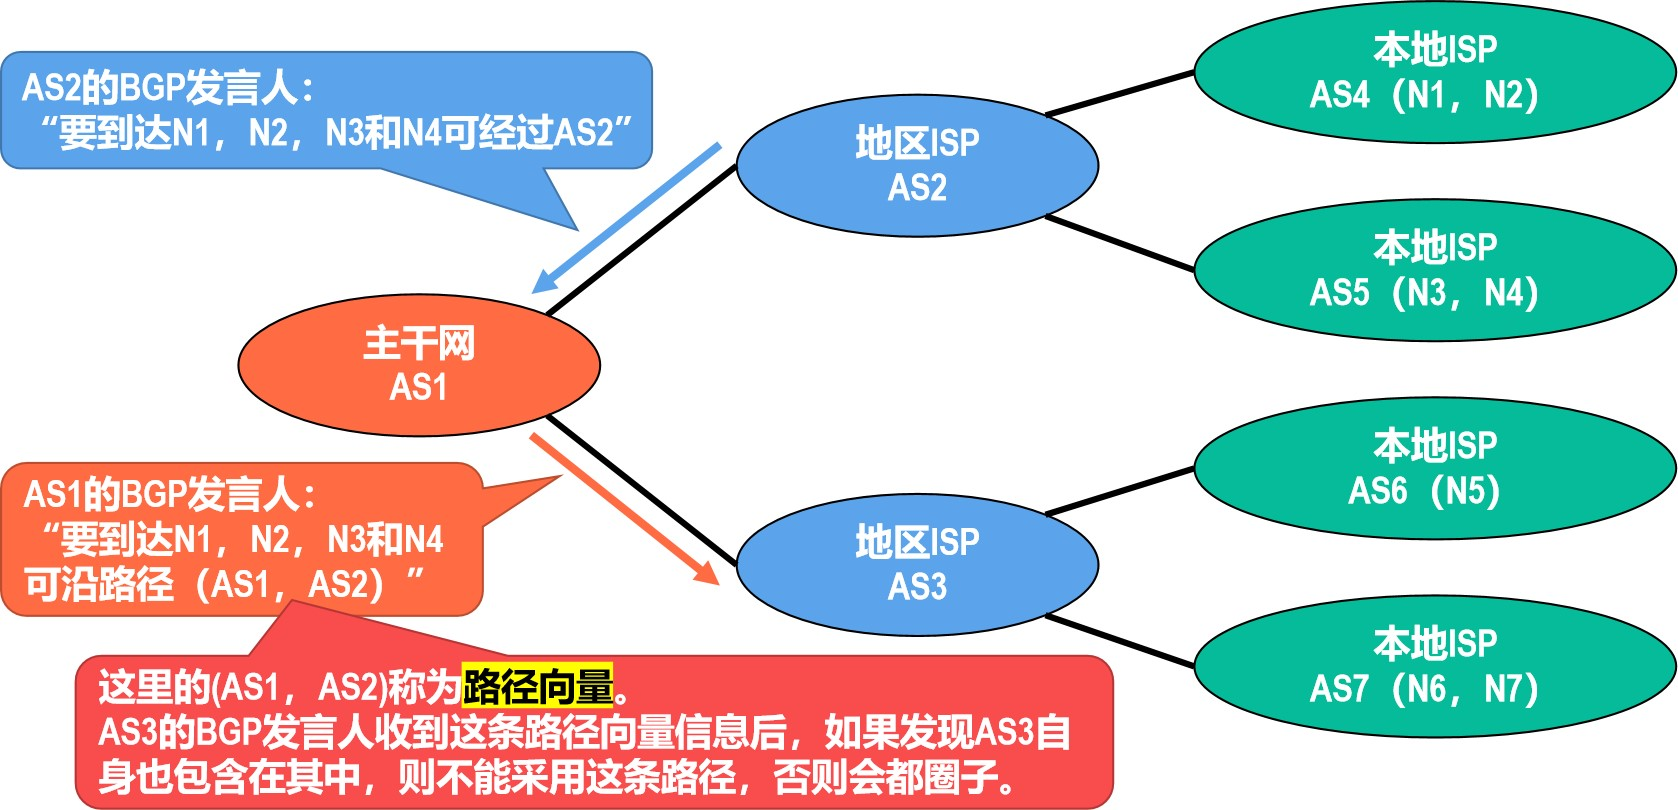 AS2的BGP发言人：
“要到达N1，N2，N3和N4可经过AS2”
本地ISP
AS4（N1，N2）
地区ISP
AS2
本地ISP
AS5（N3，N4）
主干网
AS1
AS1的BGP发言人：
“要到达N1，N2，N3和N4
可沿路径（AS1，AS2）”
本地ISP
AS6（N5）
地区ISP
AS3
本地ISP
AS7（N6，N7）
这里的(AS1，AS2)称为路径向量。
AS3的BGP发言人收到这条路径向量信息后，如果发现AS3自
身也包含在其中，则不能采用这条路径，否则会都圈子。